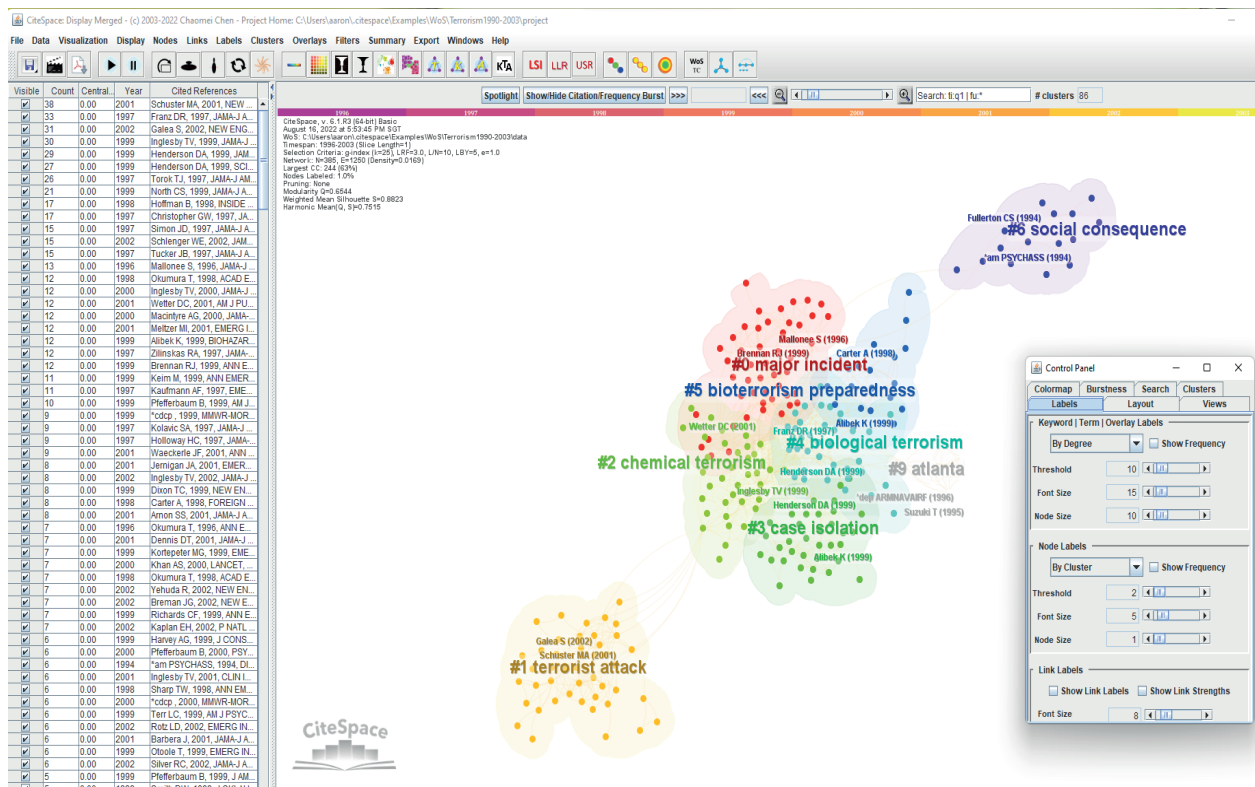 CiteSpace: Display Merged - (c) 2003-2022 Chaomei Chen - Project Home: C:\Users\aaron\.citespace\Examples\WoS\Terrorism1990-2003\project
File Data Visualization Display Nodes Links Labels Clusters Overlays Filters Summary Export Windows Help
KTA LSI LLR USR WoS TC
Visible Count Central... Year Cited References
38 0.00 2001 Schuster MA, 2001, NEW ...
33 0.00 1997 Franz DR, 1997, JAMA-J A...
31 0.00 2002 Galea S, 2002, NEW ENG...
30 0.00 1999 Inglesby TV, 1999, JAMA-J ...
27 0.00 1999 Henderson DA, 1999, JAM...
27 0.00 1999 Henderson DA, 1999, SCI...
26 0.00 1997 Torok TJ, 1997, JAMA-J AM...
21 0.00 1999 North CS, 1999, JAMA-J A...
17 0.00 1998 Hoffman B, 1998, INSIDE ...
17 0.00 1997 Christopher GW, 1997, JA...
15 0.00 1997 Simon JD, 1997, JAMA-J A...
15 0.00 2002 Schlenger WE, 2002, JAM...
15 0.00 1997 Tucker JB, 1997, JAMA-J A...
13 0.00 1996 Mallonee S, 1996, JAMA-J ...
12 0.00 1998 Okumura T, 1998, ACAD E...
12 0.00 2000 Inglesby TV, 2000, JAMA-J ...
12 0.00 2001 Wetter DC, 2001, AM J PU...
12 0.00 2000 Macintyre AG, 2000, JAMA-...
12 0.00 2001 Meltzer MI, 2001, EMERG I...
12 0.00 1999 Alibek K, 1999, BIOHAZAR...
12 0.00 1997 Zilinskas RA, 1997, JAMA-...
12 0.00 1999 Brennan RJ, 1999, ANN E...
11 0.00 1999 Keim M, 1999, ANN EMER...
11 0.00 1997 Kaufmann AF, 1997, EME...
10 0.00 1999 Pfefferbaum B, 1999, AM J...
9 0.00 1999 *cdcp , 1999, MMWR-MOR...
9 0.00 1997 Kolavic SA, 1997, JAMA-J ...
9 0.00 1997 Holloway HC, 1997, JAMA-...
9 0.00 2001 Waeckerle JF, 2001, ANN ...
8 0.00 2001 Jernigan JA, 2001, EMER...
8 0.00 2002 Inglesby TV, 2002, JAMA-J ...
8 0.00 1999 Dixon TC, 1999, NEW EN...
8 0.00 1998 Carter A, 1998, FOREIGN ...
8 0.00 2001 Arnon SS, 2001, JAMA-J A...
7 0.00 1996 Okumura T, 1996, ANN E...
7 0.00 2001 Dennis DT, 2001, JAMA-J ...
7 0.00 1999 Kortepeter MG, 1999, EME...
7 0.00 2000 Khan AS, 2000, LANCET, ...
7 0.00 1998 Okumura T, 1998, ACAD E...
7 0.00 2002 Yehuda R, 2002, NEW EN...
7 0.00 2002 Breman JG, 2002, NEW E...
7 0.00 1999 Richards CF, 1999, ANN E...
7 0.00 2002 Kaplan EH, 2002, P NATL ...
6 0.00 1999 Harvey AG, 1999, J CONS...
6 0.00 2000 Pfefferbaum B, 2000, PSY...
6 0.00 1994 *am PSYCHASS, 1994, DI...
6 0.00 2001 Inglesby TV, 2001, CLIN I...
6 0.00 1998 Sharp TW, 1998, ANN EM...
6 0.00 2000 *cdcp , 2000, MMWR-MOR...
6 0.00 1999 Terr LC, 1999, AM J PSYC...
6 0.00 2002 Rotz LD, 2002, EMERG IN...
6 0.00 2001 Barbera J, 2001, JAMA-J A...
6 0.00 1999 Otoole T, 1999, EMERG IN...
6 0.00 2002 Silver RC, 2002, JAMA-J A...
5 0.00 1999 Pfefferbaum B, 1999, J AM...
Spotlight Show/Hide Citation/Frequency Burst >>> <<< Search: ti:q1 | fu:* # clusters 86
1996 1997 1998 1999 2000 2001 2002 2003
CiteSpace, v. 6.1.R3 (64-bit) Basic
August 16, 2022 at 5:53:45 PM SGT
WoS: C:\Users\aaron\.citespace\Examples\WoS\Terrorism1990-2003\data
Timespan: 1996-2003 (Slice Length=1)
Selection Criteria: g-index (k=25), LRF=3.0, L/N=10, LBY=5, e=1.0
Network: N=385, E=1250 (Density=0.0169)
Largest CC: 244 (63%)
Nodes Labeled: 1.0%
Pruning: None
Modularity Q=0.6544
Weighted Mean Silhouette S=0.8823
Harmonic Mean(Q, S)=0.7515
Fullerton CS (1994)
#6 social consequence
*am PSYCHASS (1994)
Mallonee S (1996)
Brennan RJ (1999)
Carter A (1998)
#0 major incident
#5 bioterrorism preparedness
Wetter DC (2001)
Franz DR (1997)
Alibek K (1999)
#4 biological terrorism
#2 chemical terrorism
Henderson DA (1999)
#9 atlanta
Inglesby TV (1999)
*depj ARMNAVAIRF (1996)
Henderson DA (1999)
Suzuki T (1995)
#3 case isolation
Alibek K (1999)
Galea S (2002)
Schuster MA (2001)
#1 terrorist attack
CiteSpace
Control Panel
Colormap Burstness Search Clusters
Labels Layout Views
Keyword | Term | Overlay Labels
By Degree Show Frequency
Threshold 10
Font Size 15
Node Size 10
Node Labels
By Cluster Show Frequency
Threshold 2
Font Size 5
Node Size 1
Link Labels
Show Link Labels Show Link Strengths
Font Size 8